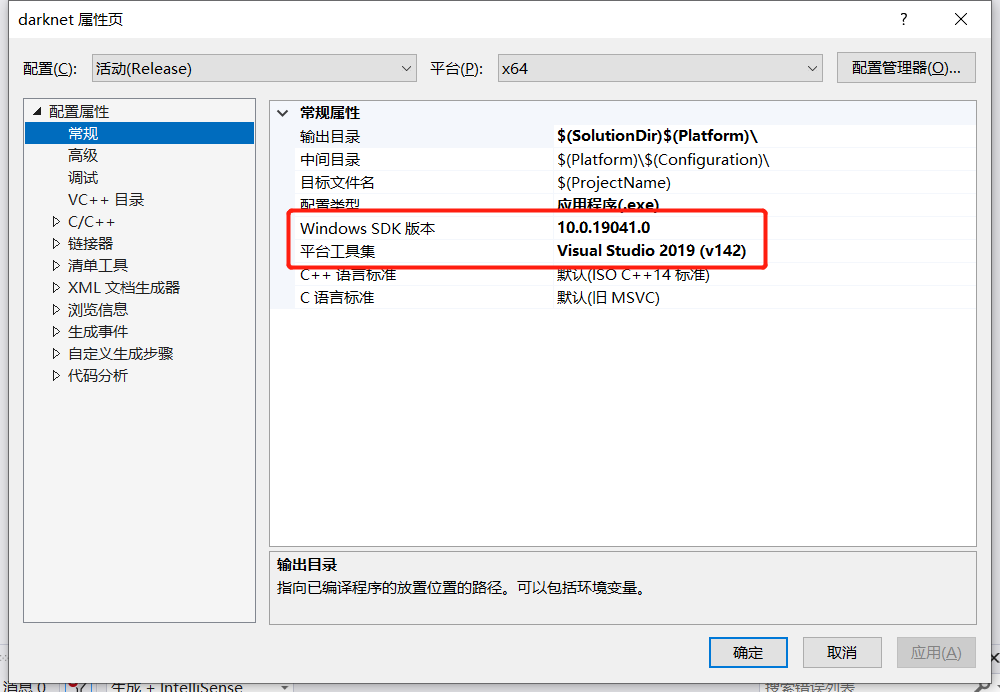 darknet 属性页
配置(C): 活动(Release) 平台(P): x64 配置管理器(O)...
配置属性
常规
高级
调试
VC++ 目录
C/C++
链接器
清单工具
XML 文档生成器
浏览信息
生成事件
自定义生成步骤
代码分析
常规属性
输出目录 $(SolutionDir)$(Platform)\
中间目录 $(Platform)\$(Configuration)\
目标文件名 $(ProjectName)
配置类型 应用程序(.exe)
Windows SDK 版本 10.0.19041.0
平台工具集 Visual Studio 2019 (v142)
C++ 语言标准 默认(ISO C++14 标准)
C 语言标准 默认(旧 MSVC)
输出目录
指向已编译程序的放置位置的路径。可以包括环境变量。
确定 取消 应用(A)
消息 0 生成 + IntelliSense 搜索错误列表